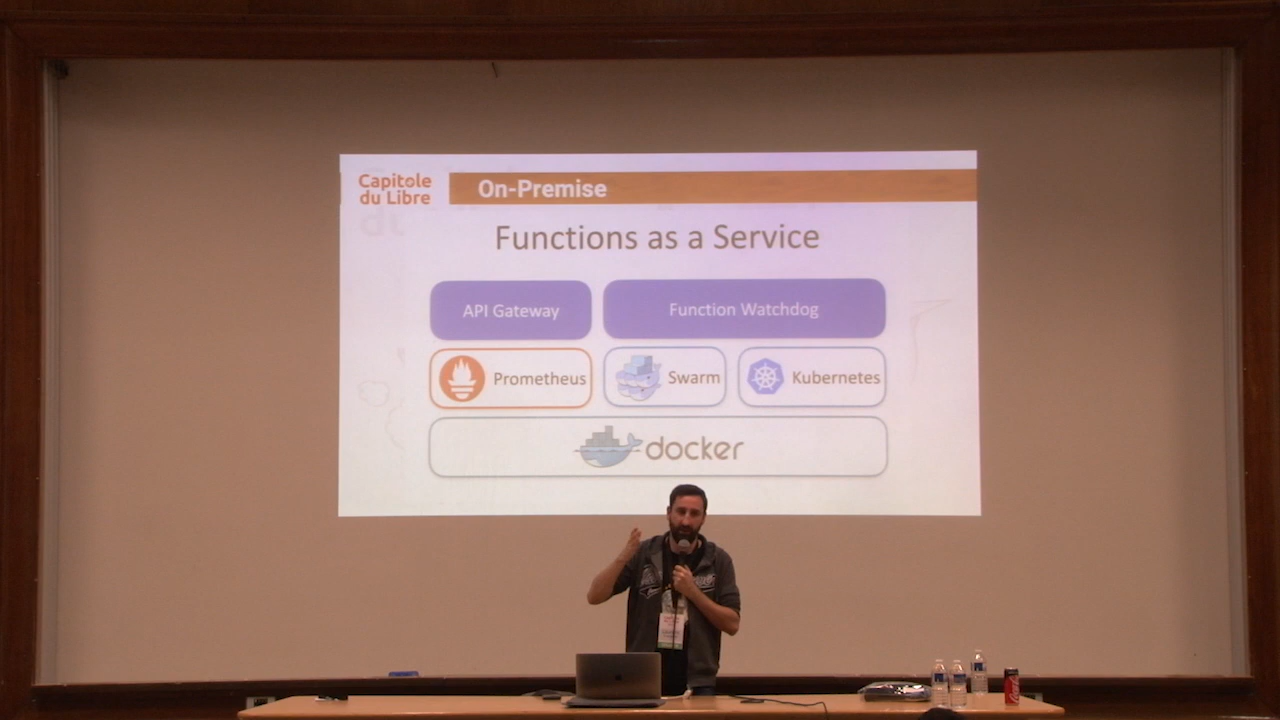 Capitole
du Libre
On-Premise
Functions as a Service
API Gateway
Function Watchdog
Prometheus
Swarm
Kubernetes
docker